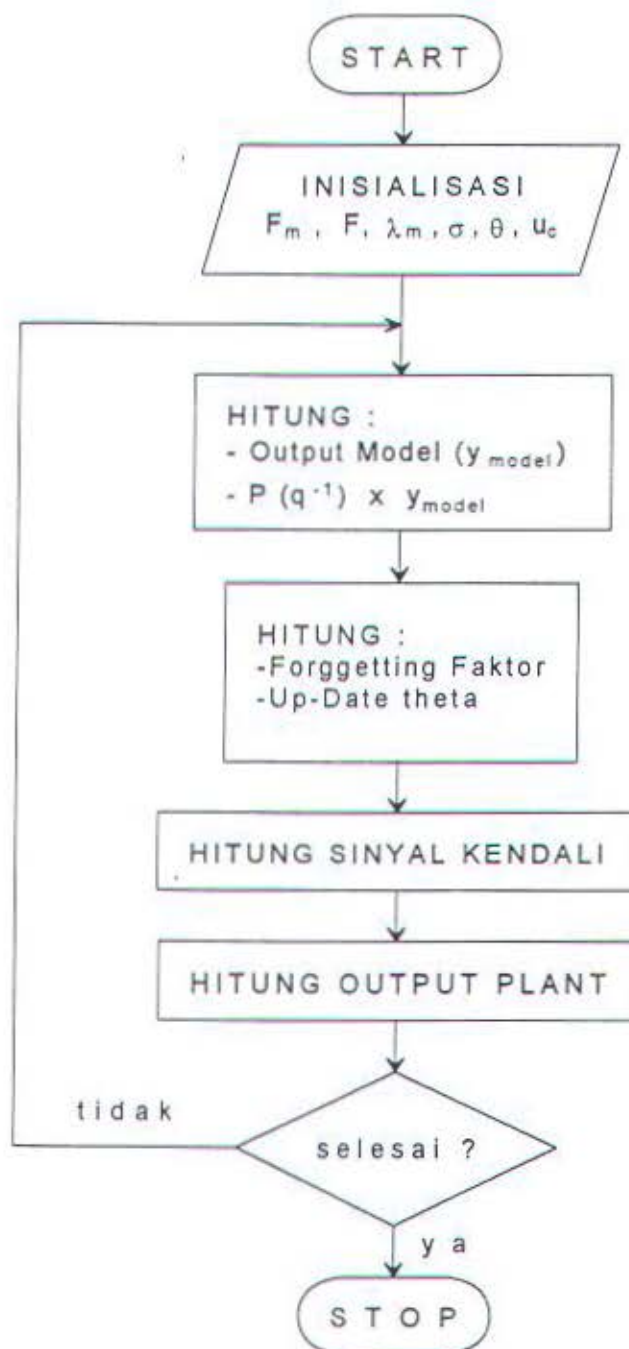 START
INISIALISASI
Fm , F, λm, σ, θ, uc
HITUNG :
- Output Model (y model)
- P (q -1) x ymodel
HITUNG :
-Forggetting Faktor
-Up-Date theta
HITUNG SINYAL KENDALI
HITUNG OUTPUT PLANT
tidak
selesai ?
ya
STOP